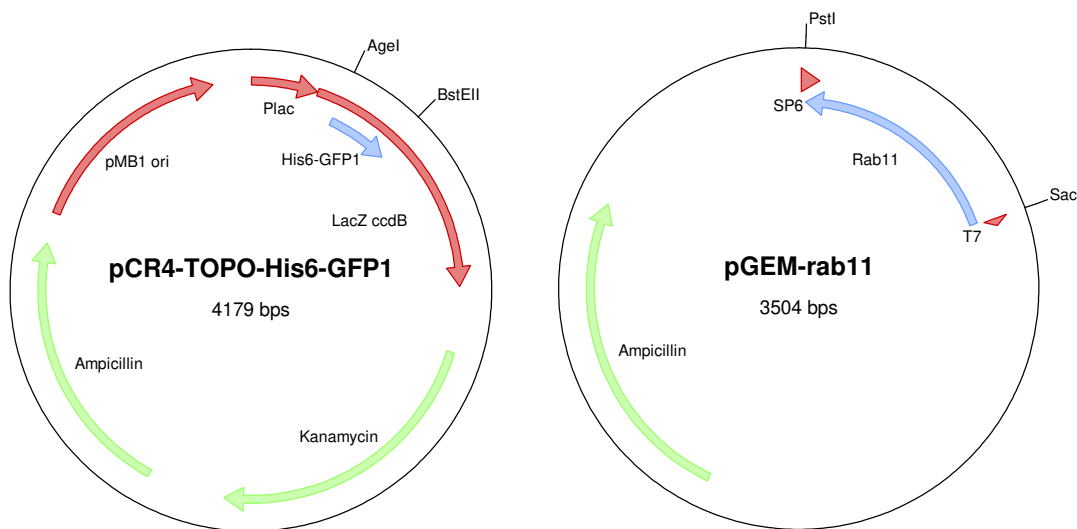 AgeI
BstEII
Plac
His6-GFP1
pMB1 ori
LacZ ccdB
pCR4-TOPO-His6-GFP1
4179 bps
Ampicillin
Kanamycin
PstI
SP6
Rab11
Sac
T7
pGEM-rab11
3504 bps
Ampicillin